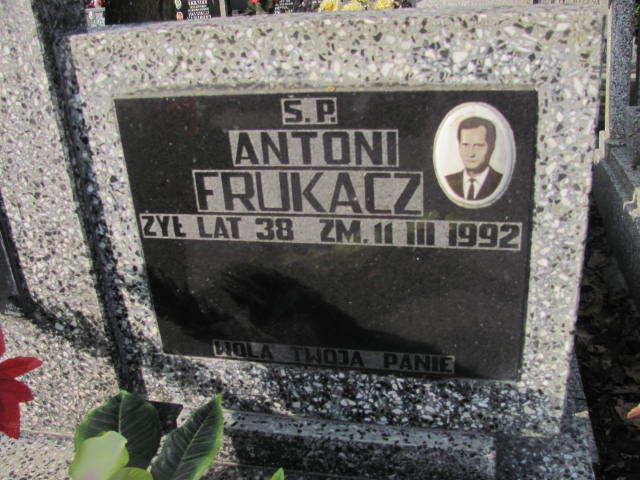 Ś.P.
ANTONI
FRUKACZ
ŻYŁ LAT 38 ZM. 11 III 1992
WOLA TWOJA PANIE